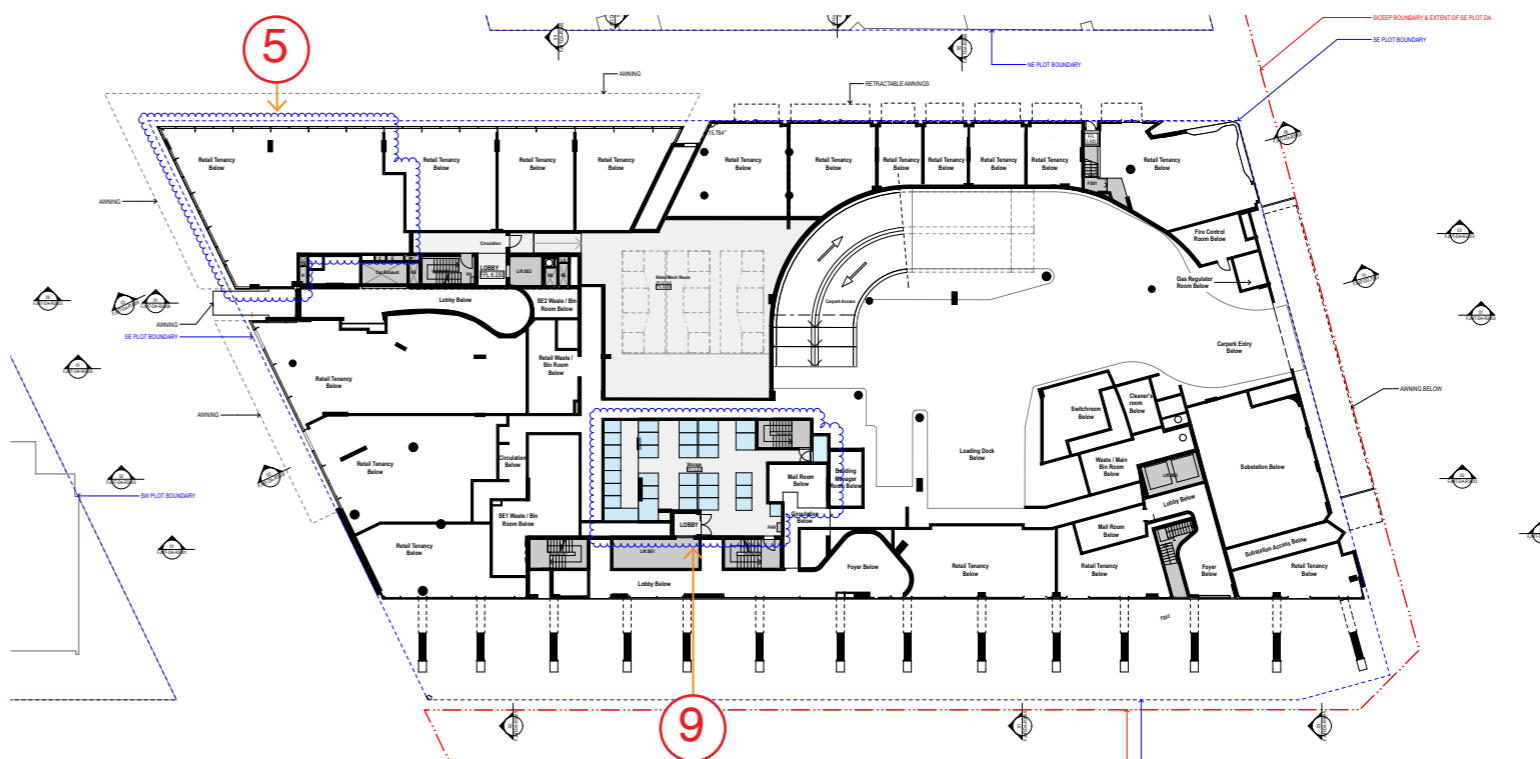 SICEEP BOUNDARY & EXTENT OF SE PLOT DA
5
SE PLOT BOUNDARY
NE PLOT BOUNDARY
AWNING
RETRACTABLE AWNINGS
15.784°
Retail Tenancy
Below
Retail Tenancy
Below
Retail Tenancy
Below
Retail Tenancy
Below
Retail Tenancy
Below
Retail Tenancy
Below
Retail Tenancy
Below
Retail Tenancy
Below
Retail Tenancy
Below
Retail Tenancy
Below
Retail Tenancy
Below
AWNING
Fire Control
Room Below
Circulation
LOBBY
Lift SE2
Gas Regulator
Room Below
Lobby Below
SE2 Waste / Bin
Room Below
Carpark Access
AWNING
SE PLOT BOUNDARY
Carpark Entry
Below
Retail Waste /
Bin Room
Below
Retail Tenancy
Below
AWNING BELOW
Cleaner's
room
Below
Switchroom
Below
AWNING
Circulation
Below
Loading Dock
Below
Retail Tenancy
Below
Storage
Mail Room
Below
Building
Manager
Room Below
Waste / Main
Bin Room Below
Substation Below
SW PLOT BOUNDARY
Lobby Below
SE1 Waste / Bin
Room Below
Circulation
Below
LOBBY
Mail Room
Below
Substation Access Below
Retail Tenancy
Below
Lift SE1
Lobby Below
Foyer Below
Retail Tenancy
Below
Retail Tenancy
Below
Foyer
Below
Retail Tenancy
Below
9